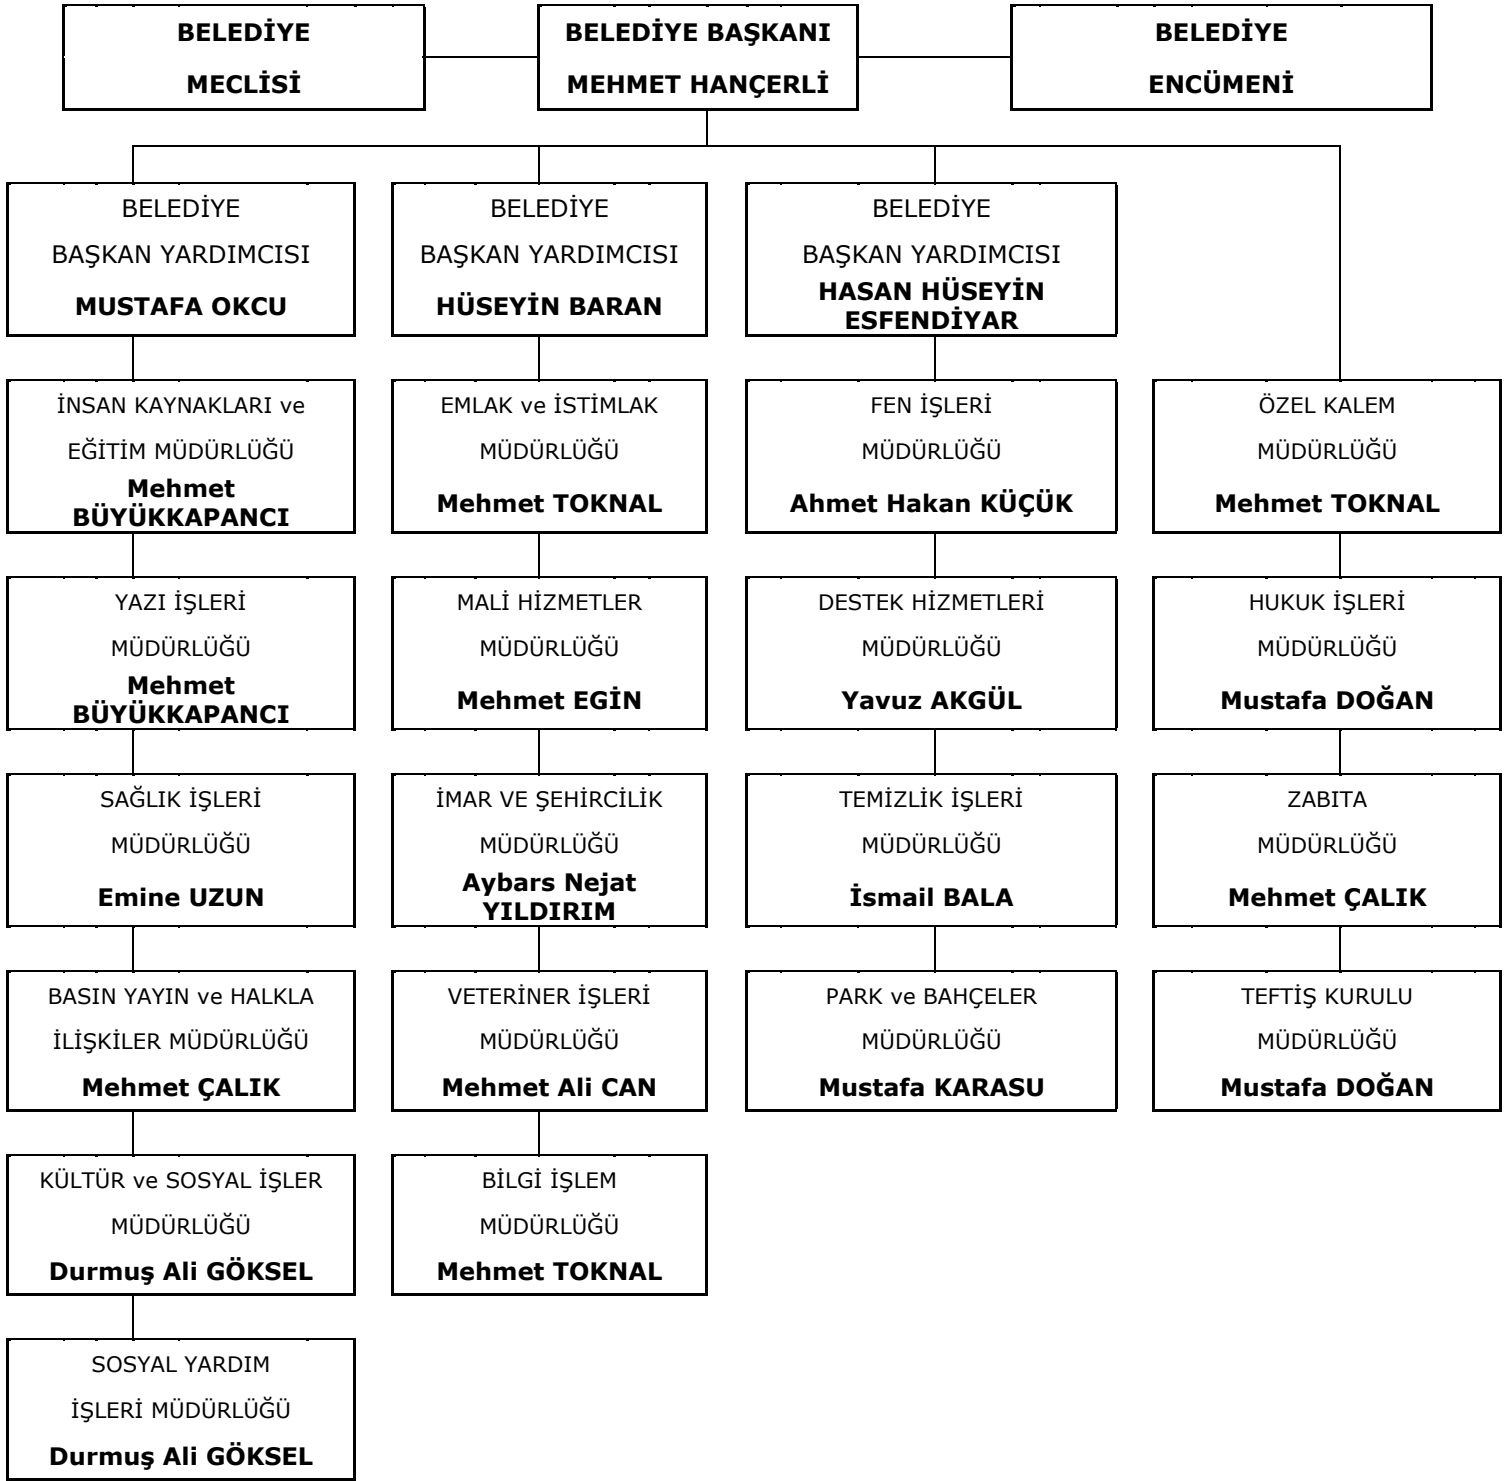 BELEDİYE
MECLİSİ
BELEDİYE BAŞKANI
MEHMET HANÇERLİ
BELEDİYE
ENCÜMENİ
BELEDİYE
BAŞKAN YARDIMCISI
MUSTAFA OKCU
BELEDİYE
BAŞKAN YARDIMCISI
HÜSEYİN BARAN
BELEDİYE
BAŞKAN YARDIMCISI
HASAN HÜSEYİN
ESFENDİYAR
İNSAN KAYNAKLARI ve
EĞİTİM MÜDÜRLÜĞÜ
Mehmet
BÜYÜKKAPANCI
EMLAK ve İSTİMLAK
MÜDÜRLÜĞÜ
Mehmet TOKNAL
FEN İŞLERİ
MÜDÜRLÜĞÜ
Ahmet Hakan KÜÇÜK
ÖZEL KALEM
MÜDÜRLÜĞÜ
Mehmet TOKNAL
YAZI İŞLERİ
MÜDÜRLÜĞÜ
Mehmet
BÜYÜKKAPANCI
MALİ HİZMETLER
MÜDÜRLÜĞÜ
Mehmet EGİN
DESTEK HİZMETLERİ
MÜDÜRLÜĞÜ
Yavuz AKGÜL
HUKUK İŞLERİ
MÜDÜRLÜĞÜ
Mustafa DOĞAN
SAĞLIK İŞLERİ
MÜDÜRLÜĞÜ
Emine UZUN
İMAR VE ŞEHİRCİLİK
MÜDÜRLÜĞÜ
Aybars Nejat
YILDIRIM
TEMİZLİK İŞLERİ
MÜDÜRLÜĞÜ
İsmail BALA
ZABITA
MÜDÜRLÜĞÜ
Mehmet ÇALIK
BASIN YAYIN ve HALKLA
İLİŞKİLER MÜDÜRLÜĞÜ
Mehmet ÇALIK
VETERİNER İŞLERİ
MÜDÜRLÜĞÜ
Mehmet Ali CAN
PARK ve BAHÇELER
MÜDÜRLÜĞÜ
Mustafa KARASU
TEFTİŞ KURULU
MÜDÜRLÜĞÜ
Mustafa DOĞAN
KÜLTÜR ve SOSYAL İŞLER
MÜDÜRLÜĞÜ
Durmuş Ali GÖKSEL
BİLGİ İŞLEM
MÜDÜRLÜĞÜ
Mehmet TOKNAL
SOSYAL YARDIM
İŞLERİ MÜDÜRLÜĞÜ
Durmuş Ali GÖKSEL